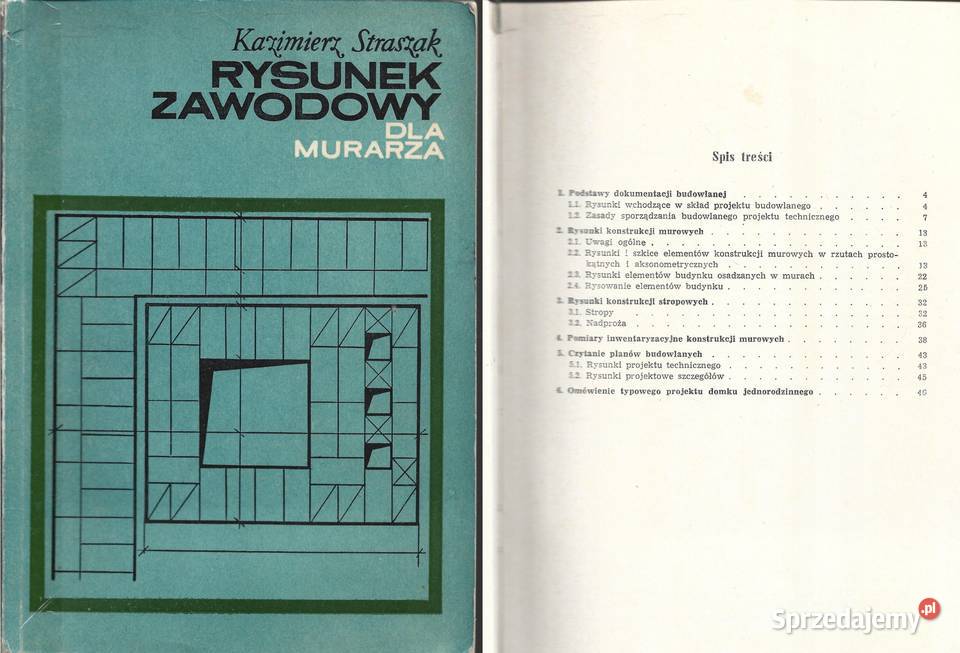 Kazimierz Straszak
RYSUNEK
ZAWODOWY
DLA
MURARZA
Spis treści
1. Podstawy dokumentacji budowlanej . . . . . . . . . . . . 4
1.1. Rysunki wchodzące w skład projektu budowlanego . . . . . 4
1.2. Zasady sporządzania budowlanego projektu technicznego . . . . 7
2. Rysunki konstrukcji murowych . . . . . . . . . . . . . 13
2.1. Uwagi ogólne . . . . . . . . . . . . . . . . . 13
2.2. Rysunki i szkice elementów konstrukcji murowych w rzutach prosto-
kątnych i aksonometrycznych . . . . . . . . . . . . 13
2.3. Rysunki elementów budynku osadzanych w murach . . . . . 22
2.4. Rysowanie elementów budynku . . . . . . . . . . . . 25
3. Rysunki konstrukcji stropowych . . . . . . . . . . . . . 32
3.1. Stropy . . . . . . . . . . . . . . . . . . 32
3.2. Nadproża . . . . . . . . . . . . . . . . . . 36
4. Pomiary inwentaryzacyjne konstrukcji murowych . . . . . . . . 38
5. Czytanie planów budowlanych . . . . . . . . . . . . . 43
5.1. Rysunki projektu technicznego . . . . . . . . . . . . 43
5.2. Rysunki projektowe szczegółów . . . . . . . . . . . . 45
6. Omówienie typowego projektu domku jednorodzinnego . . . . . . 46
Sprzedajemy.pl